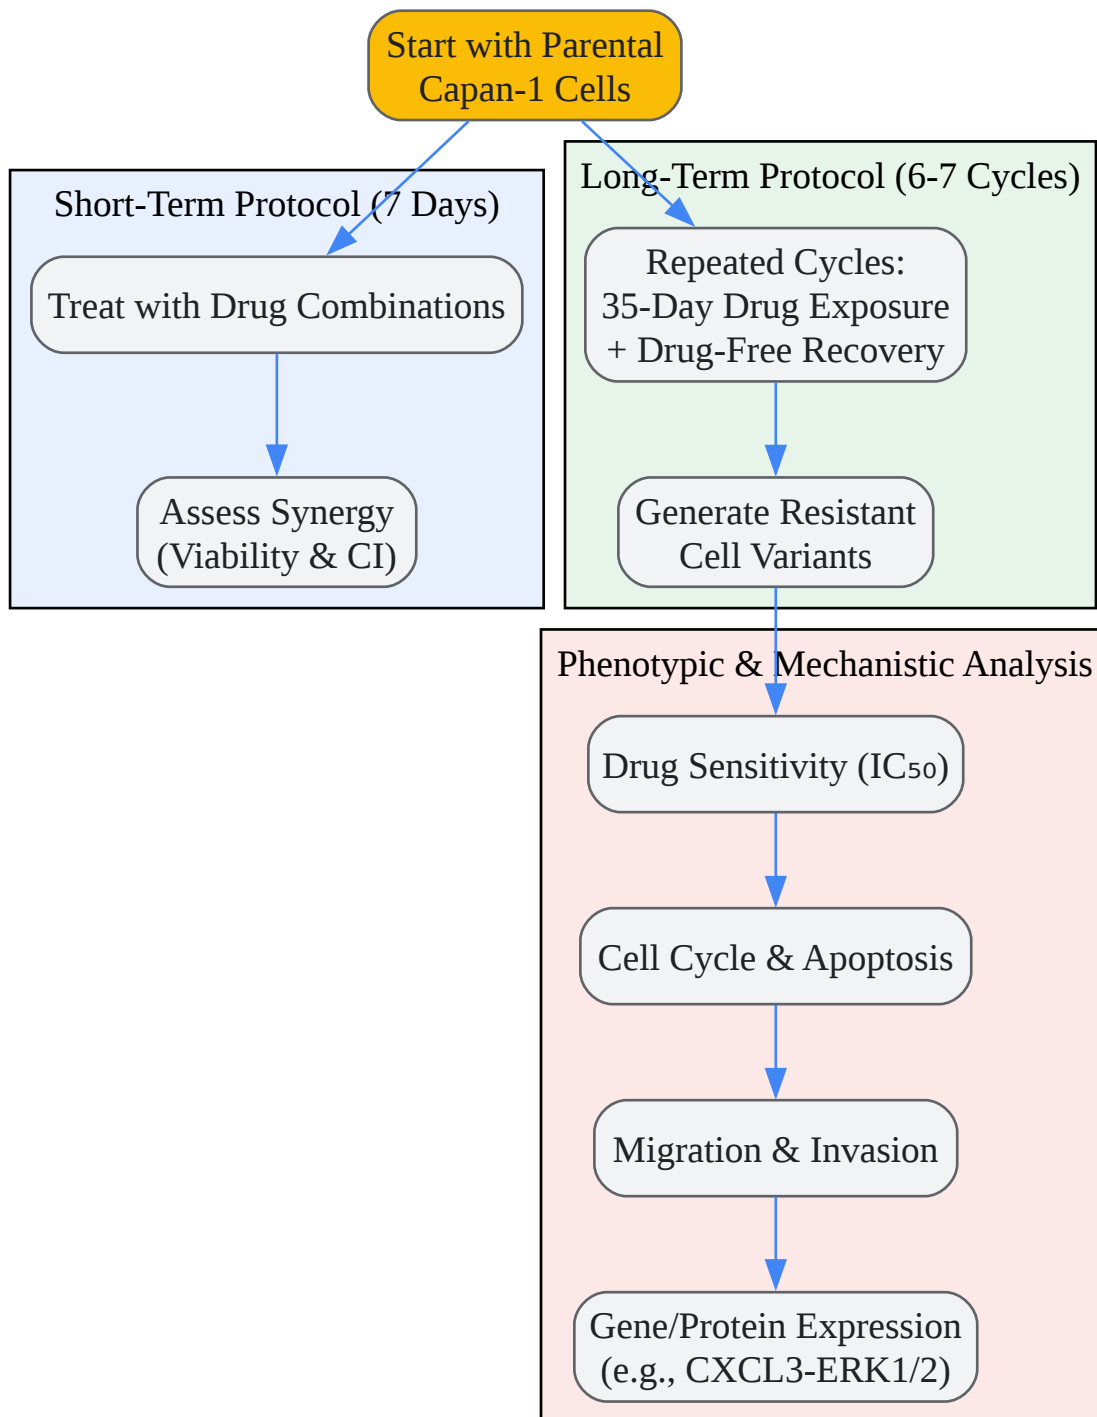 Start with Parental
Capan-1 Cells
Short-Term Protocol (7 Days)
Treat with Drug Combinations
Assess Synergy
(Viability & CI)
Long-Term Protocol (6-7 Cycles)
Repeated Cycles:
35-Day Drug Exposure
+ Drug-Free Recovery
Generate Resistant
Cell Variants
Phenotypic & Mechanistic Analysis
Drug Sensitivity (IC₅₀)
Cell Cycle & Apoptosis
Migration & Invasion
Gene/Protein Expression
(e.g., CXCL3-ERK1/2)